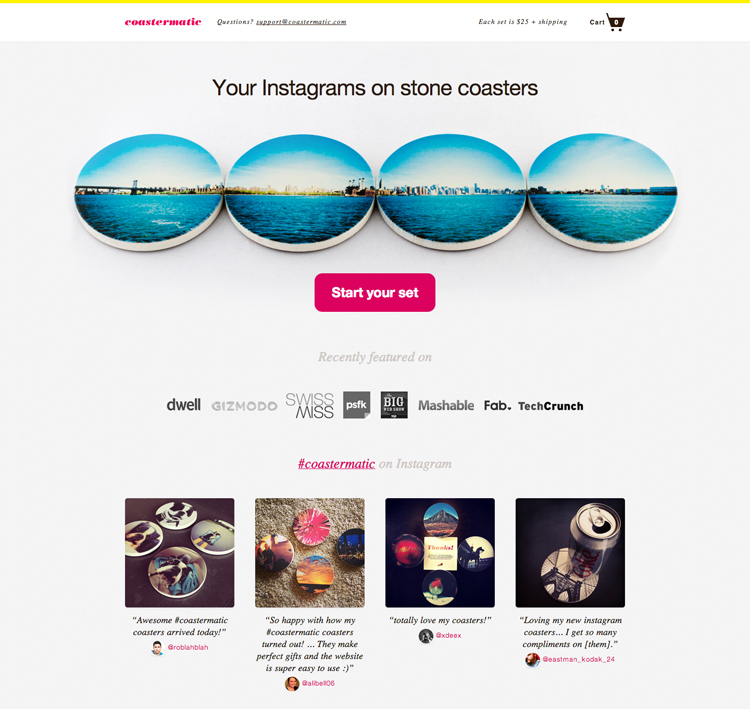 coastermatic
Questions? support@coastermatic.com
Each set is $25 + shipping
Cart 0
Your Instagrams on stone coasters
Start your set
Recently featured on
dwell
GIZMODO
SWISS
MISS
psfk
THE
BIG
WEB SHOW
Mashable
Fab.
TechCrunch
#coastermatic on Instagram
Thanks!
“Awesome #coastermatic
coasters arrived today!”
@roblahblah
“So happy with how my
#coastermatic coasters
turned out! ... They make
perfect gifts and the website
is super easy to use :)”
@alibell06
“totally love my coasters!”
@xdeex
“Loving my new instagram
coasters... I get so many
compliments on [them].”
@eastman_kodak_24